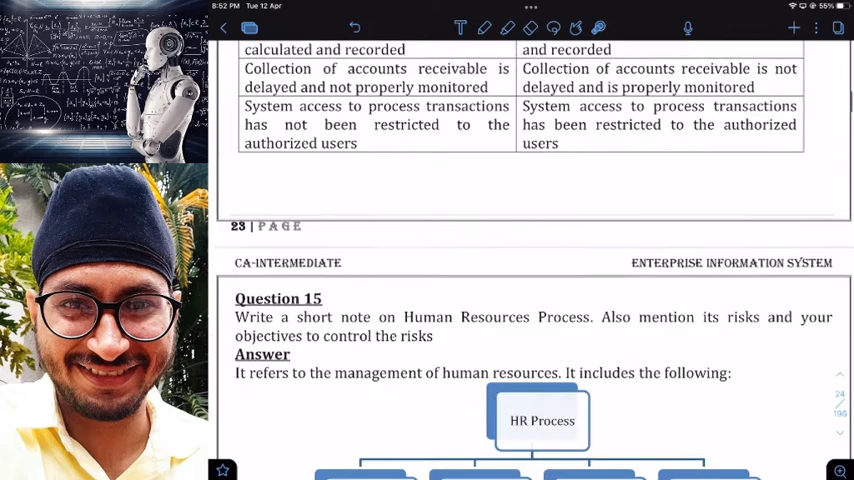 8:52 PM Tue 12 Apr
55%
calculated and recorded
and recorded
Collection of accounts receivable is
delayed and not properly monitored
Collection of accounts receivable is not
delayed and is properly monitored
System access to process transactions
has not been restricted to the
authorized users
System access to process transactions
has been restricted to the authorized
users
23 | PAGE
CA-INTERMEDIATE
ENTERPRISE INFORMATION SYSTEM
Question 15
Write a short note on Human Resources Process. Also mention its risks and your
objectives to control the risks
Answer
It refers to the management of human resources. It includes the following:
HR Process
24
196